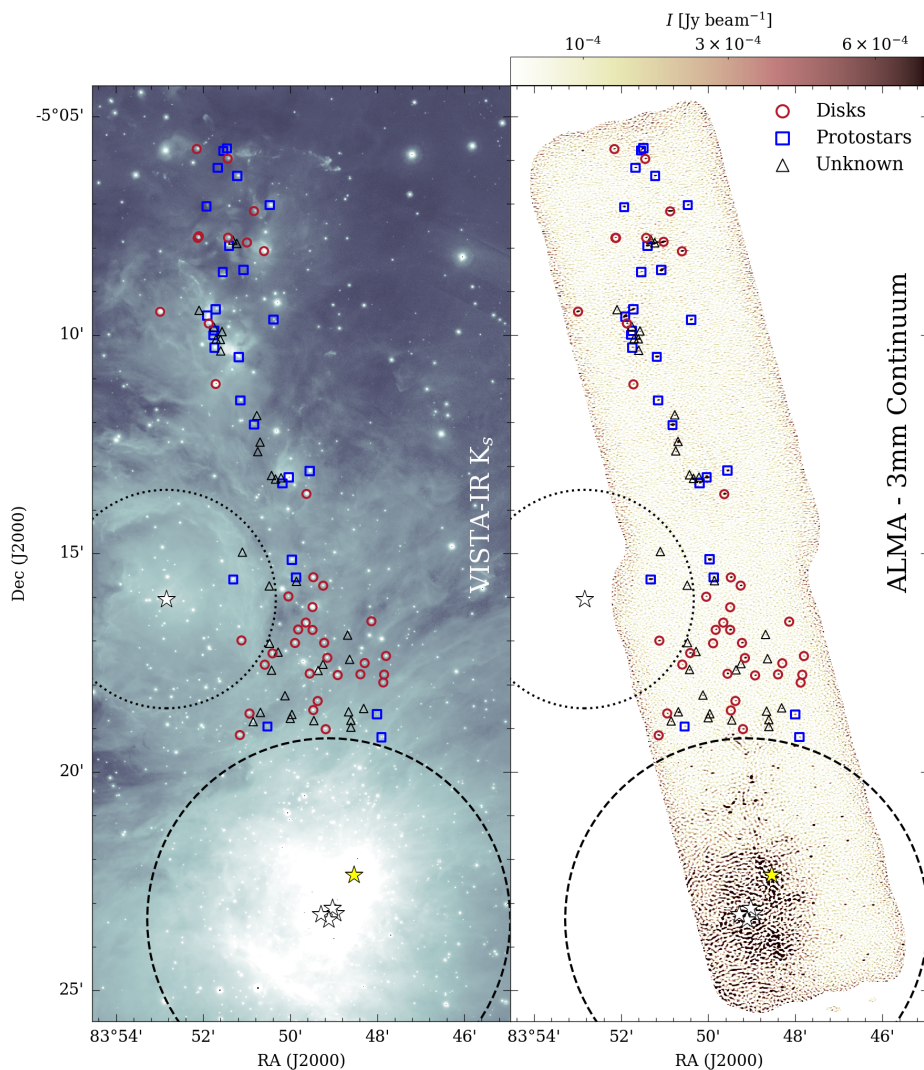 I [Jy beam⁻¹]
10⁻⁴ 3 × 10⁻⁴ 6 × 10⁻⁴
Disks
Protostars
Unknown
-5°05'
10'
15'
20'
25'
Dec (J2000)
VISTA-IR Kₛ
ALMA - 3mm Continuum
83°54' 52' 50' 48' 46'
RA (J2000)
83°54' 52' 50' 48' 46'
RA (J2000)